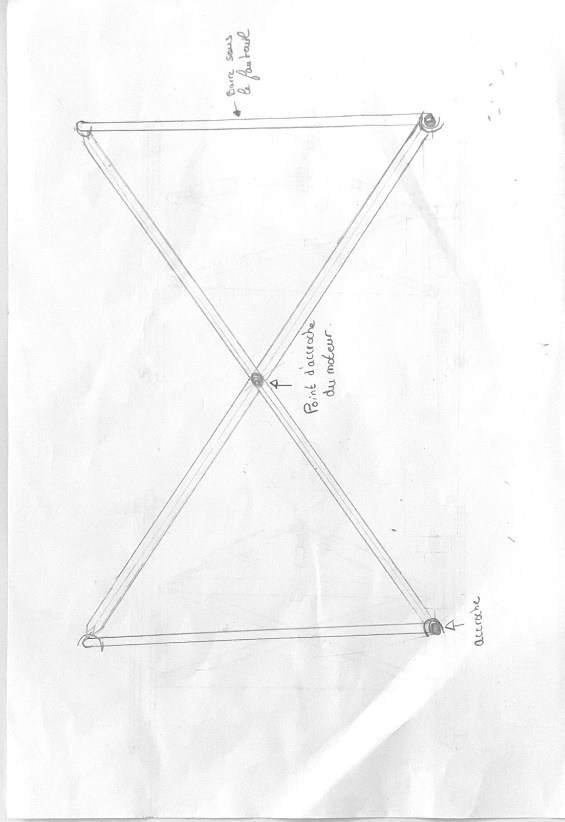 Barre sous
le fauteuil
Point d'accroche
du moteur.
accroche